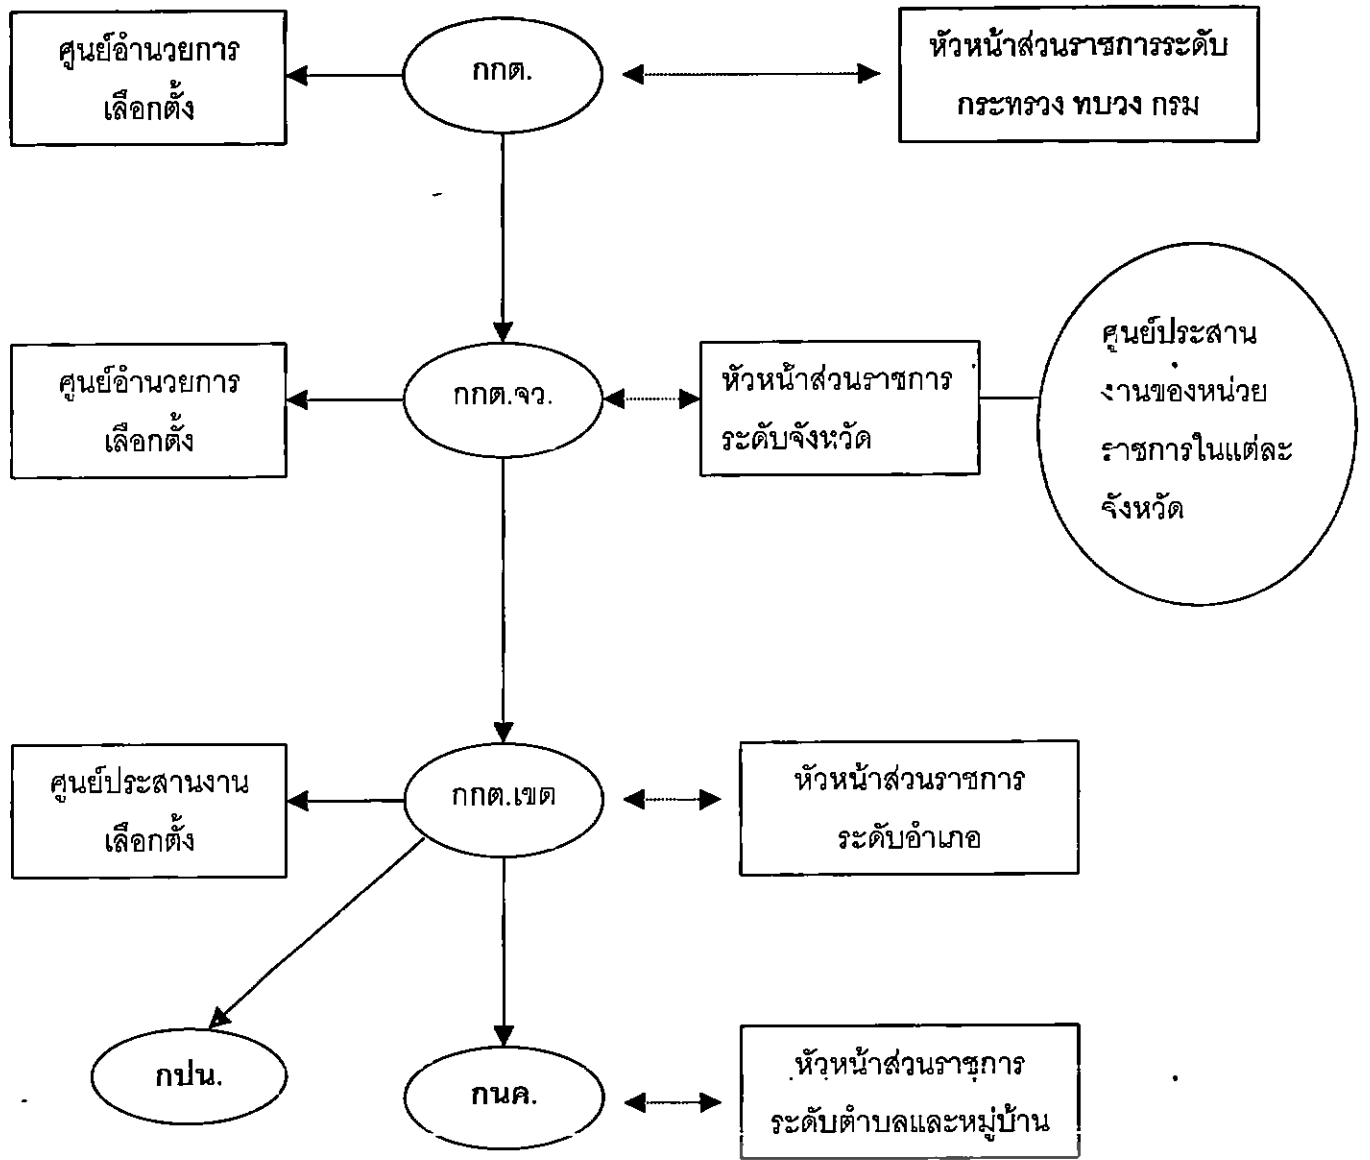 ศูนย์อำนวยการ
เลือกตั้ง
กกต.
หัวหน้าส่วนราชการระดับ
กระทรวง ทบวง กรม
ศูนย์อำนวยการ
เลือกตั้ง
กกต.จว.
หัวหน้าส่วนราชการ
ระดับจังหวัด
ศูนย์ประสาน
งานของหน่วย
ราชการในแต่ละ
จังหวัด
ศูนย์ประสานงาน
เลือกตั้ง
กกต.เขต
หัวหน้าส่วนราชการ
ระดับอำเภอ
กปน.
กนค.
หัวหน้าส่วนราชการ
ระดับตำบลและหมู่บ้าน